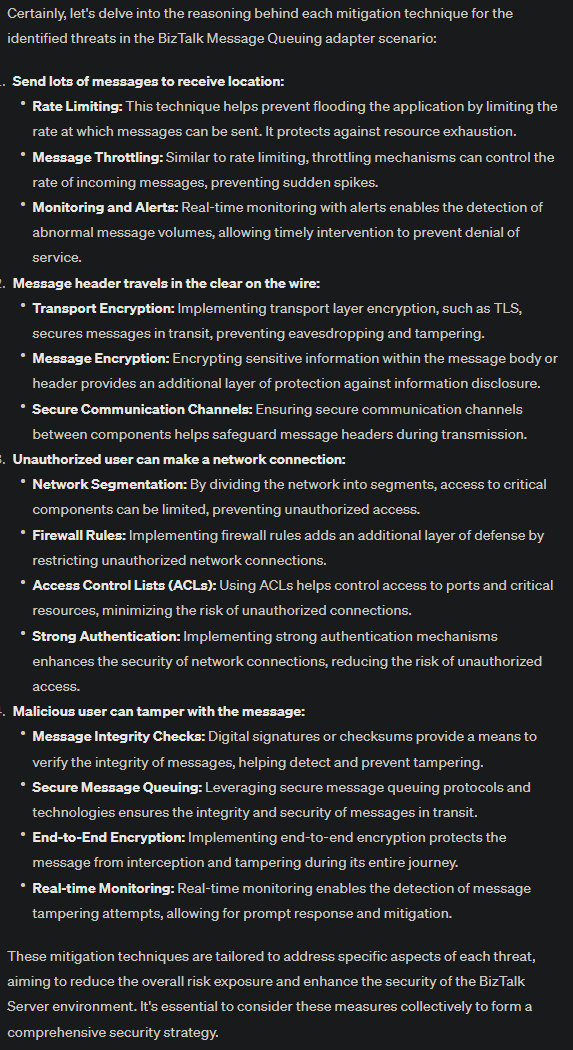 Certainly, let's delve into the reasoning behind each mitigation technique for the
identified threats in the BizTalk Message Queuing adapter scenario:
. Send lots of messages to receive location:
• Rate Limiting: This technique helps prevent flooding the application by limiting the
rate at which messages can be sent. It protects against resource exhaustion.
• Message Throttling: Similar to rate limiting, throttling mechanisms can control the
rate of incoming messages, preventing sudden spikes.
• Monitoring and Alerts: Real-time monitoring with alerts enables the detection of
abnormal message volumes, allowing timely intervention to prevent denial of
service.
. Message header travels in the clear on the wire:
• Transport Encryption: Implementing transport layer encryption, such as TLS,
secures messages in transit, preventing eavesdropping and tampering.
• Message Encryption: Encrypting sensitive information within the message body or
header provides an additional layer of protection against information disclosure.
• Secure Communication Channels: Ensuring secure communication channels
between components helps safeguard message headers during transmission.
. Unauthorized user can make a network connection:
• Network Segmentation: By dividing the network into segments, access to critical
components can be limited, preventing unauthorized access.
• Firewall Rules: Implementing firewall rules adds an additional layer of defense by
restricting unauthorized network connections.
• Access Control Lists (ACLs): Using ACLs helps control access to ports and critical
resources, minimizing the risk of unauthorized connections.
• Strong Authentication: Implementing strong authentication mechanisms
enhances the security of network connections, reducing the risk of unauthorized
access.
. Malicious user can tamper with the message:
• Message Integrity Checks: Digital signatures or checksums provide a means to
verify the integrity of messages, helping detect and prevent tampering.
• Secure Message Queuing: Leveraging secure message queuing protocols and
technologies ensures the integrity and security of messages in transit.
• End-to-End Encryption: Implementing end-to-end encryption protects the
message from interception and tampering during its entire journey.
• Real-time Monitoring: Real-time monitoring enables the detection of message
tampering attempts, allowing for prompt response and mitigation.
These mitigation techniques are tailored to address specific aspects of each threat,
aiming to reduce the overall risk exposure and enhance the security of the BizTalk
Server environment. It's essential to consider these measures collectively to form a
comprehensive security strategy.